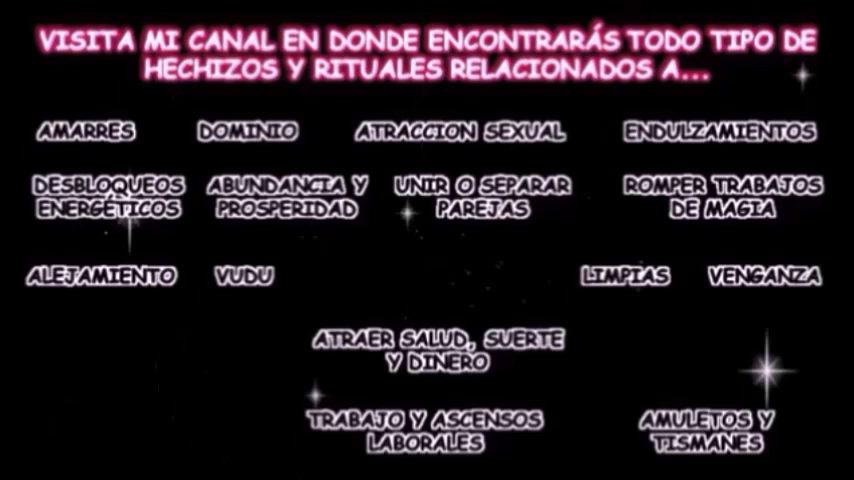 VISITA MI CANAL EN DONDE ENCONTRARÁS TODO TIPO DE
HECHIZOS Y RITUALES RELACIONADOS A...
AMARRES
DOMINIO
ATRACCION SEXUAL
ENDULZAMIENTOS
DESBLOQUEOS
ENERGÉTICOS
ABUNDANCIA Y
PROSPERIDAD
UNIR O SEPARAR
PAREJAS
ROMPER TRABAJOS
DE MAGIA
ALEJAMIENTO
VUDU
LIMPIAS
VENGANZA
ATRAER SALUD, SUERTE
Y DINERO
TRABAJO Y ASCENSOS
LABORALES
AMULETOS Y
TISMANES